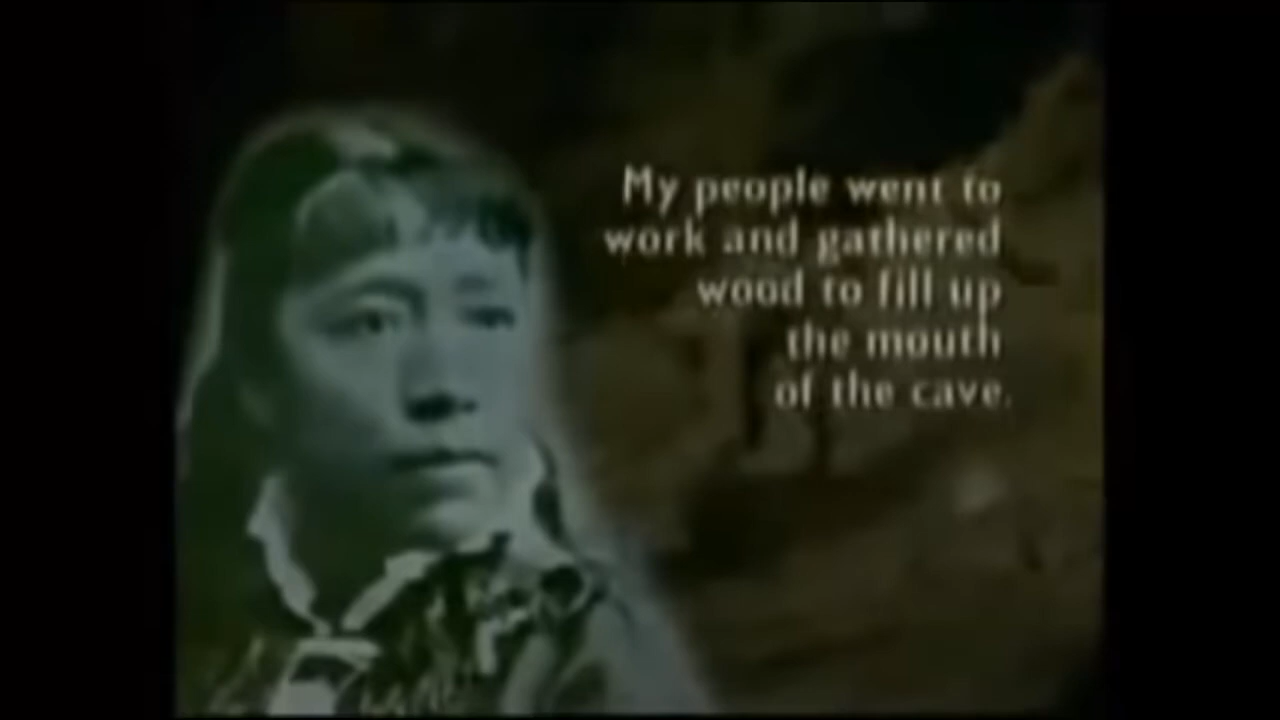 My people went to
work and gathered
wood to fill up
the mouth
of the cave.